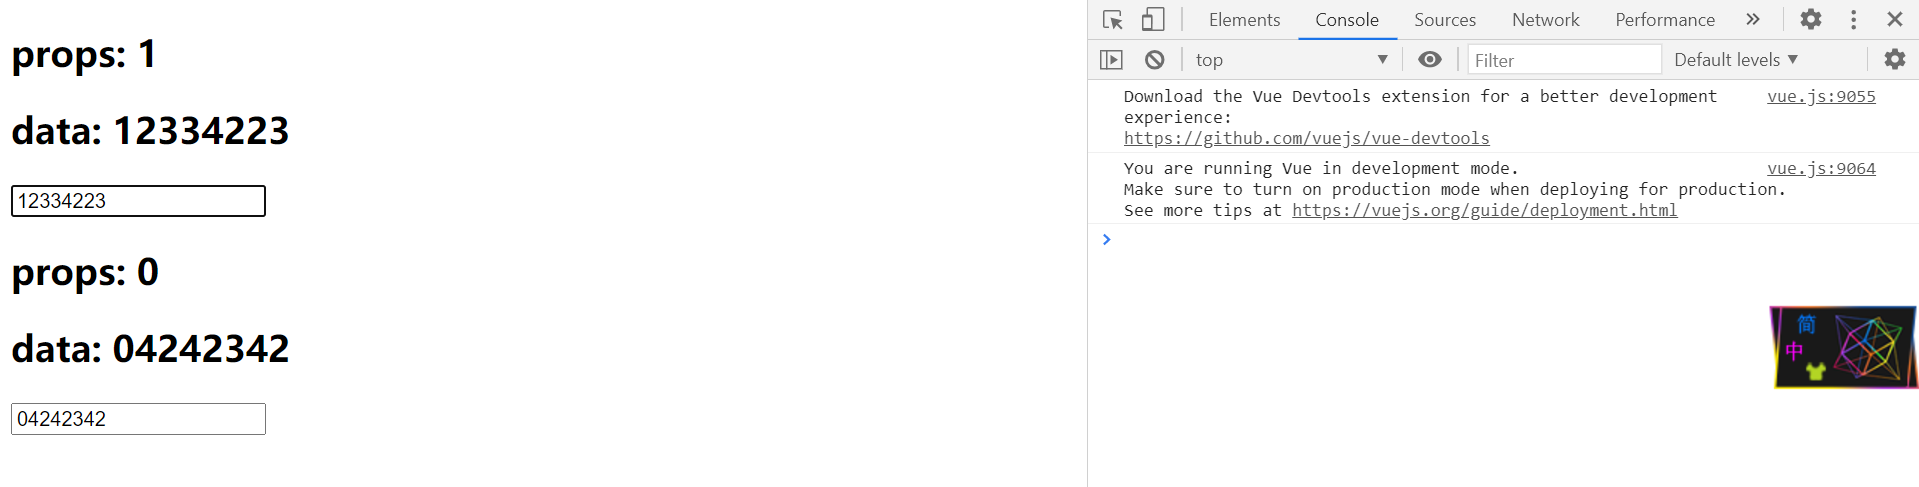 props: 1
data: 12334223
12334223
props: 0
data: 04242342
04242342
Elements Console Sources Network Performance
top Filter Default levels
Download the Vue Devtools extension for a better development vue.js:9055
experience:
https://github.com/vuejs/vue-devtools
You are running Vue in development mode. vue.js:9064
Make sure to turn on production mode when deploying for production.
See more tips at https://vuejs.org/guide/deployment.html
简
中